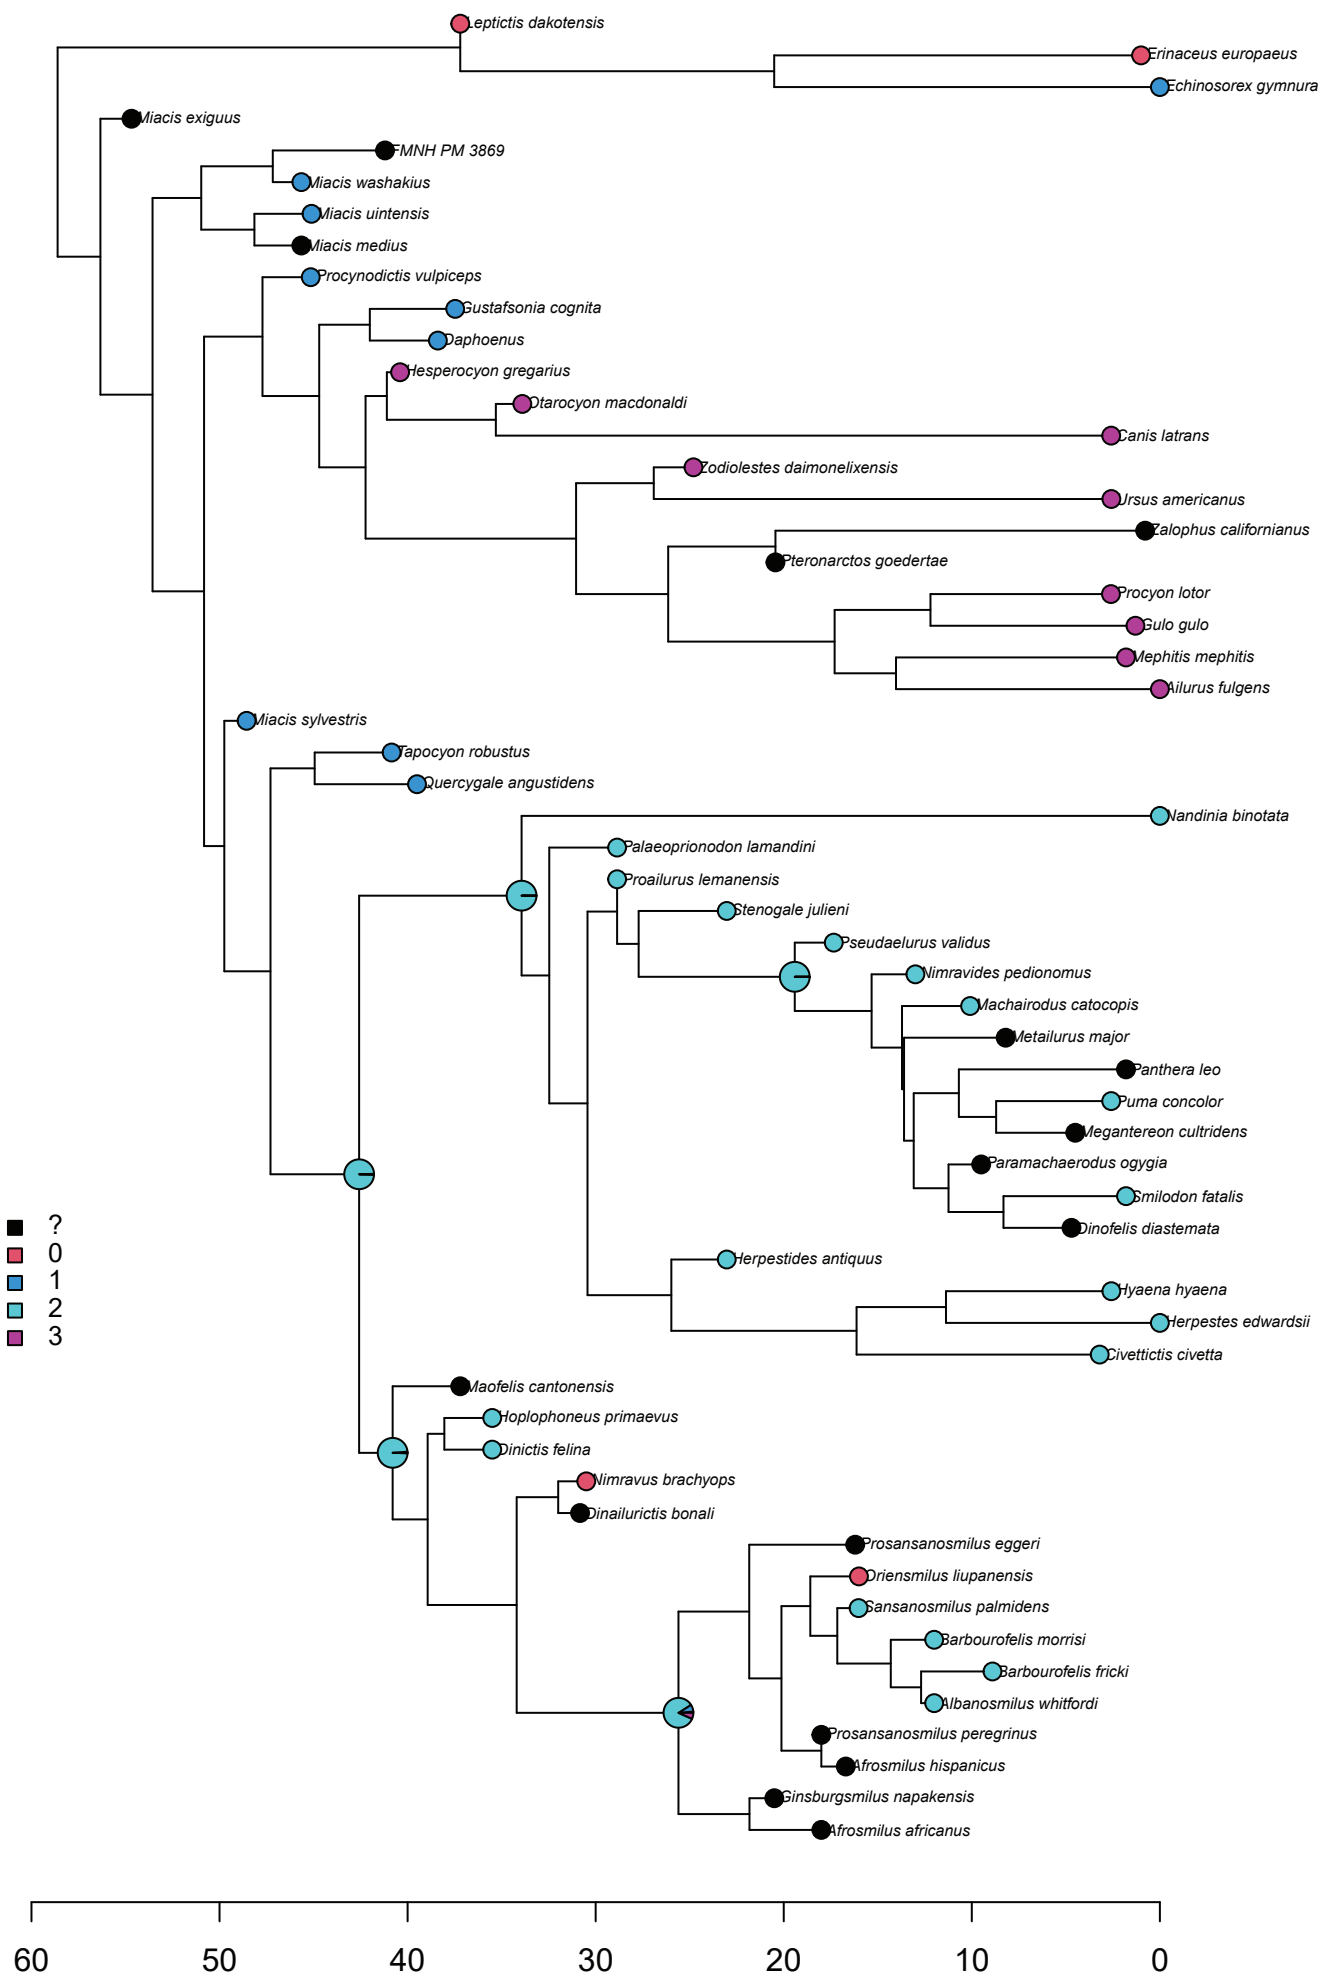 Leptictis dakotensis
Erinaceus europaeus
Echinosorex gymnura
Miacis exiguus
FMNH PM 3869
Miacis washakius
Miacis uintensis
Miacis medius
Procynodictis vulpiceps
Gustafsonia cognita
Daphoenus
Hesperocyon gregarius
Otarocyon macdonaldi
Canis latrans
Zodiolestes daimonelixensis
Ursus americanus
Zalophus californianus
Pteronarctos goedertae
Procyon lotor
Gulo gulo
Mephitis mephitis
Ailurus fulgens
Miacis sylvestris
Tapocyon robustus
Quercygale angustidens
Nandinia binotata
Palaeoprionodon lamandini
Proailurus lemanensis
Stenogale julieni
Pseudaelurus validus
Nimravides pedionomus
Machairodus catocopis
Metailurus major
Panthera leo
Puma concolor
Megantereon cultridens
Paramachaerodus ogygia
Smilodon fatalis
Dinofelis diastemata
?
0
1
2
3
Herpestides antiquus
Hyaena hyaena
Herpestes edwardsii
Civettictis civetta
Maofelis cantonensis
Hoplophoneus primaevus
Dinictis felina
Nimravus brachyops
Dinailurictis bonali
Prosansanosmilus eggeri
Oriensmilus liupanensis
Sansanosmilus palmidens
Barbourofelis morrisi
Barbourofelis fricki
Albanosmilus whitfordi
Prosansanosmilus peregrinus
Afrosmilus hispanicus
Ginsburgsmilus napakensis
Afrosmilus africanus
60 50 40 30 20 10 0